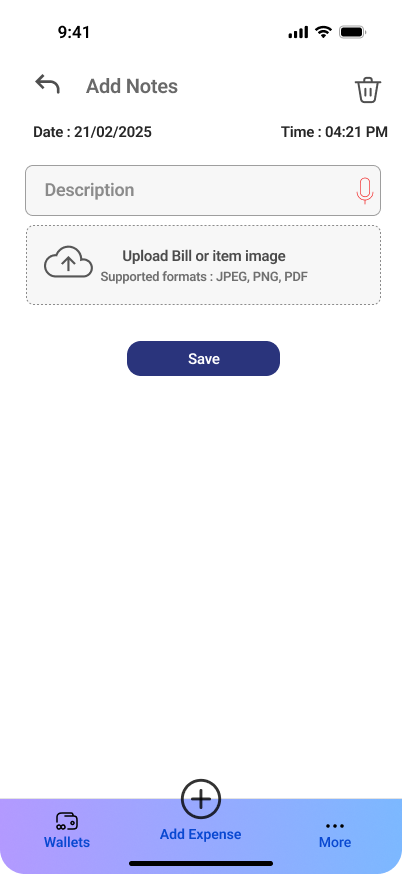 9:41
Add Notes
Date : 21/02/2025
Time : 04:21 PM
Description
Upload Bill or item image
Supported formats : JPEG, PNG, PDF
Save
Wallets
Add Expense
More